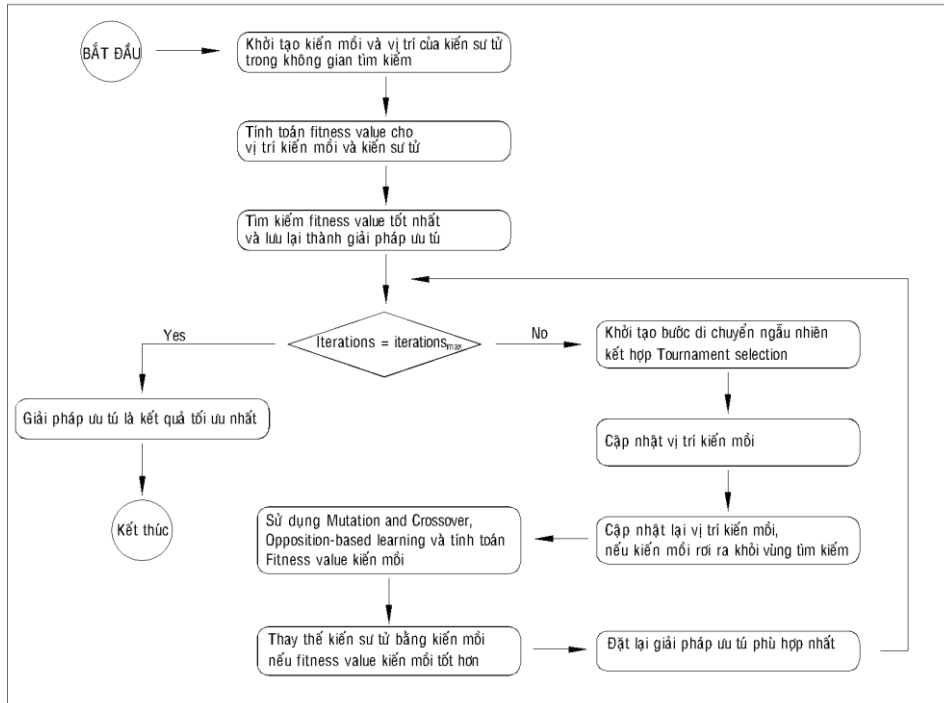 BẮT ĐẦU
Khởi tạo kiến mồi và vị trí của kiến sư tử
trong không gian tìm kiếm
Tính toán fitness value cho
vị trí kiến mồi và kiến sư tử
Tìm kiếm fitness value tốt nhất
và lưu lại thành giải pháp ưu tú
Iterations = iterations_max
Yes
No
Khởi tạo bước di chuyển ngẫu nhiên
kết hợp Tournament selection
Giải pháp ưu tú là kết quả tối ưu nhất
Cập nhật vị trí kiến mồi
Kết thúc
Cập nhật lại vị trí kiến mồi,
nếu kiến mồi rơi ra khỏi vùng tìm kiếm
Sử dụng Mutation and Crossover,
Opposition-based learning và tính toán
Fitness value kiến mồi
Thay thế kiến sư tử bằng kiến mồi
nếu fitness value kiến mồi tốt hơn
Đặt lại giải pháp ưu tú phù hợp nhất